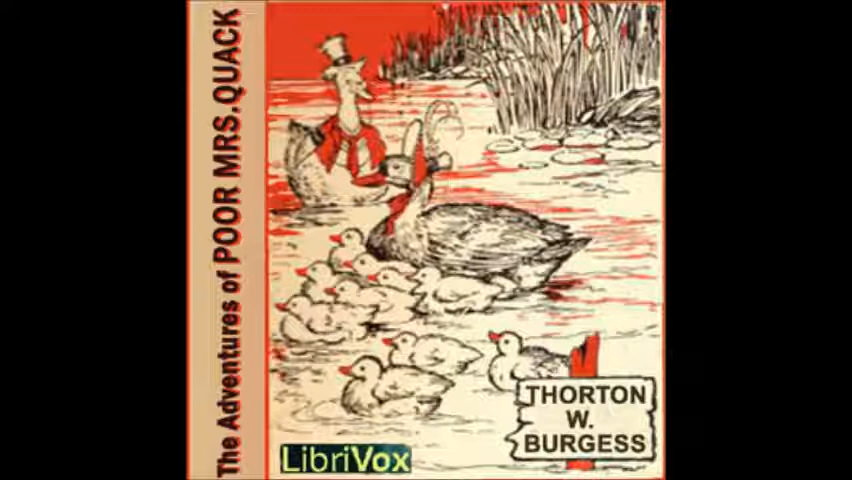 The Adventures of POOR MRS.QUACK
THORTON
W.
BURGESS
LibriVox